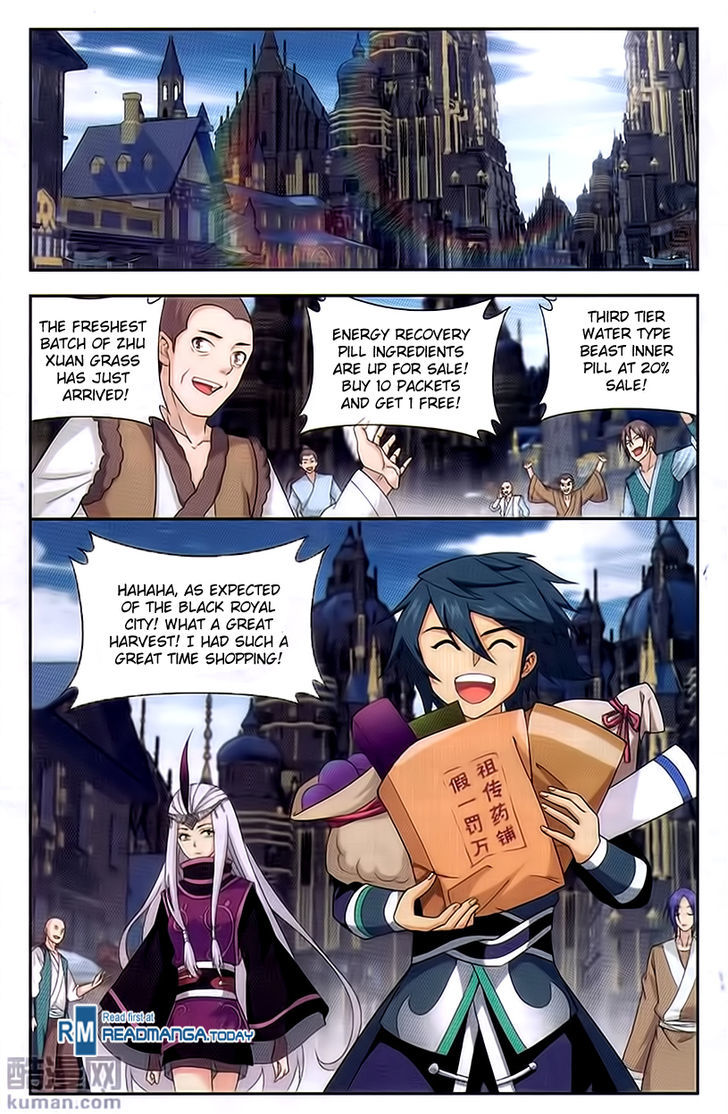 THE FRESHEST
BATCH OF ZHU
XUAN GRASS
HAS JUST
ARRIVED!
ENERGY RECOVERY
PILL INGREDIENTS
ARE UP FOR SALE!
BUY 10 PACKETS
AND GET 1 FREE!
THIRD TIER
WATER TYPE
BEAST INNER
PILL AT 20%
SALE!
HAHAHA, AS EXPECTED
OF THE BLACK ROYAL
CITY! WHAT A GREAT
HARVEST! I HAD SUCH A
GREAT TIME SHOPPING!
祖传药铺
假一罚万
Read first at
RM READMANGA.TODAY
酷漫网
kuman.com